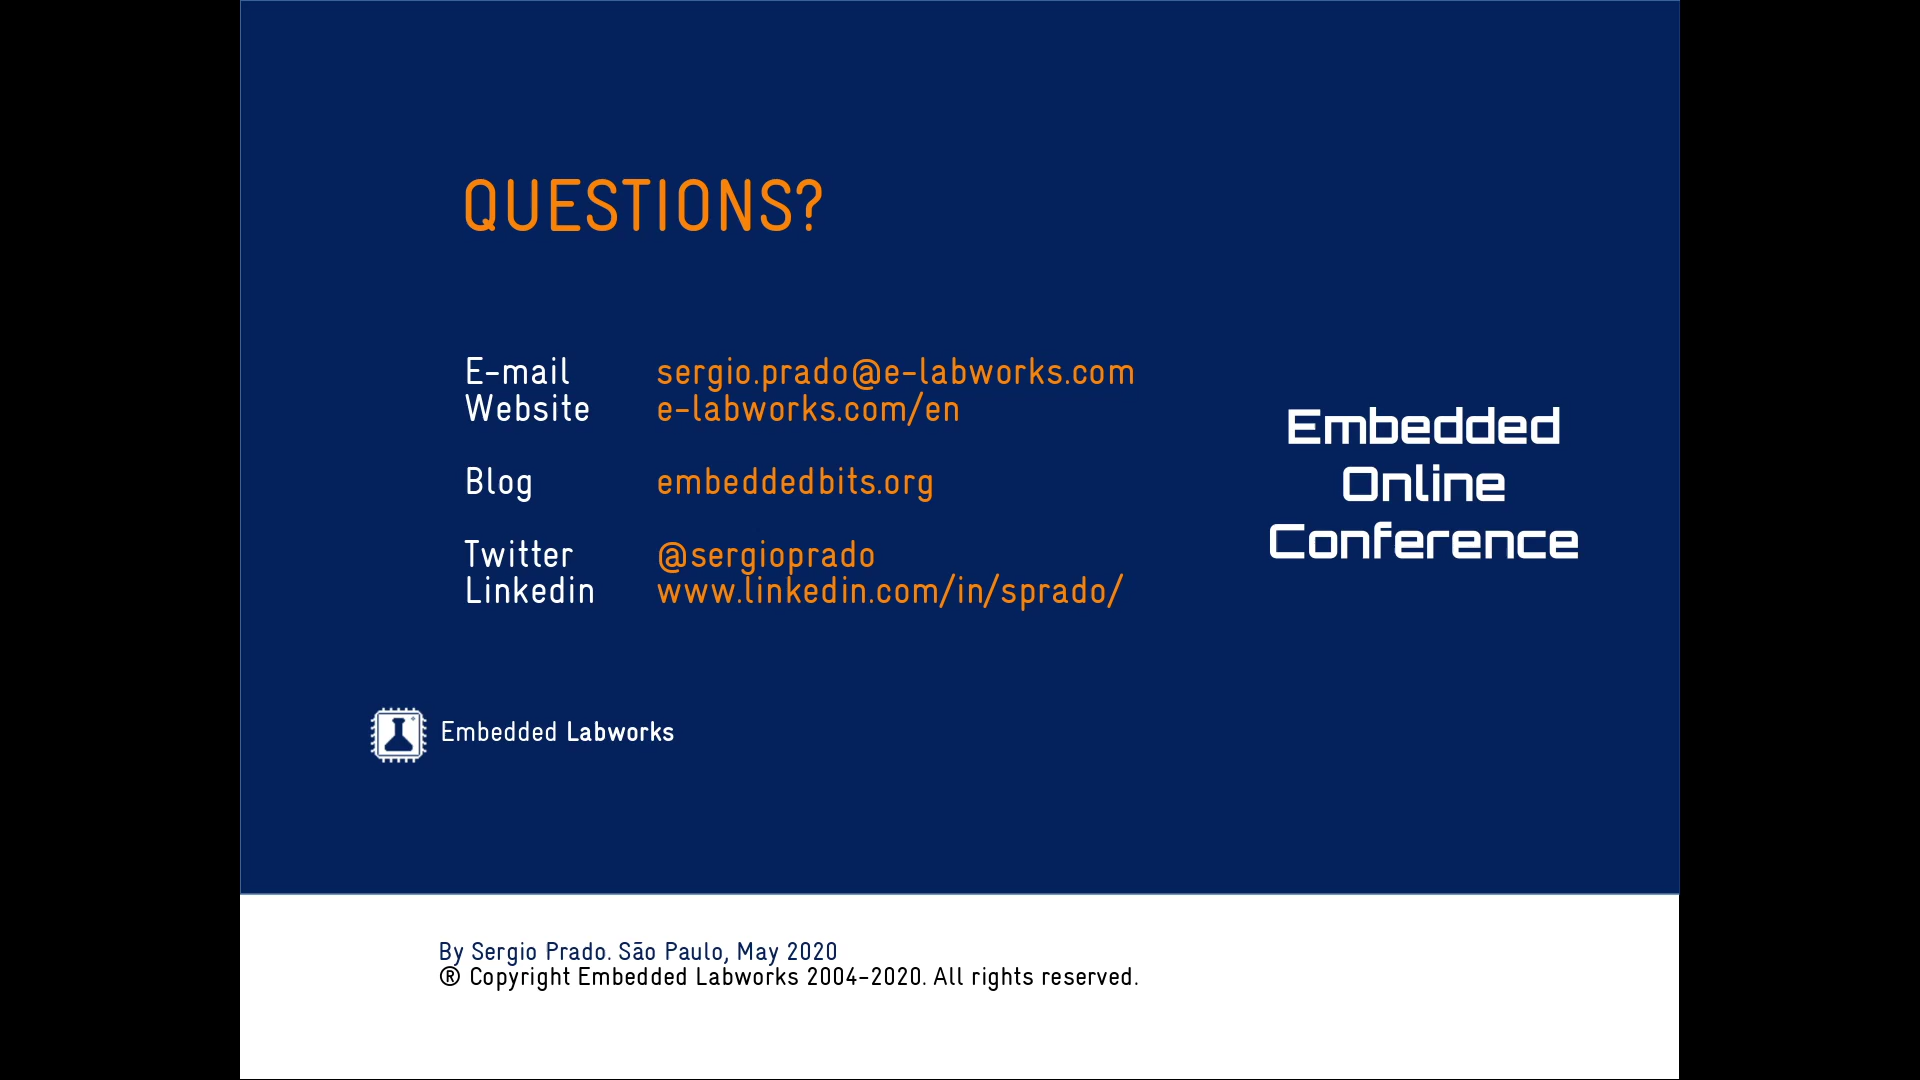 QUESTIONS?
E-mail sergio.prado@e-labworks.com
Website e-labworks.com/en
Blog embeddedbits.org
Twitter @sergioprado
Linkedin www.linkedin.com/in/sprado/
Embedded
Online
Conference
Embedded Labworks
By Sergio Prado. São Paulo, May 2020
® Copyright Embedded Labworks 2004-2020. All rights reserved.